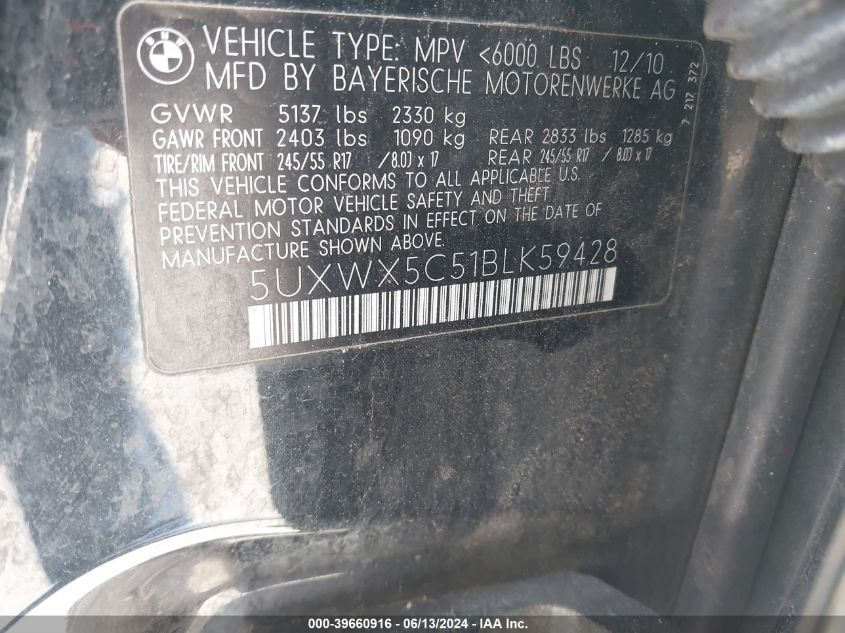 BMW
VEHICLE TYPE: MPV <6000 LBS 12/10
MFD BY BAYERISCHE MOTORENWERKE AG
7 217 372
GVWR 5137 lbs 2330 kg
GAWR FRONT 2403 lbs 1090 kg REAR 2833 lbs 1285 kg
TIRE/RIM FRONT 245/55 R17 / 8.0J x 17 REAR 245/55 R17 / 8.0J x 17
THIS VEHICLE CONFORMS TO ALL APPLICABLE U.S.
FEDERAL MOTOR VEHICLE SAFETY AND THEFT
PREVENTION STANDARDS IN EFFECT ON THE DATE OF
MANUFACTURE SHOWN ABOVE.
5UXWX5C51BLK59428
000-39660916 / 06/13/2024 / IAA Inc.